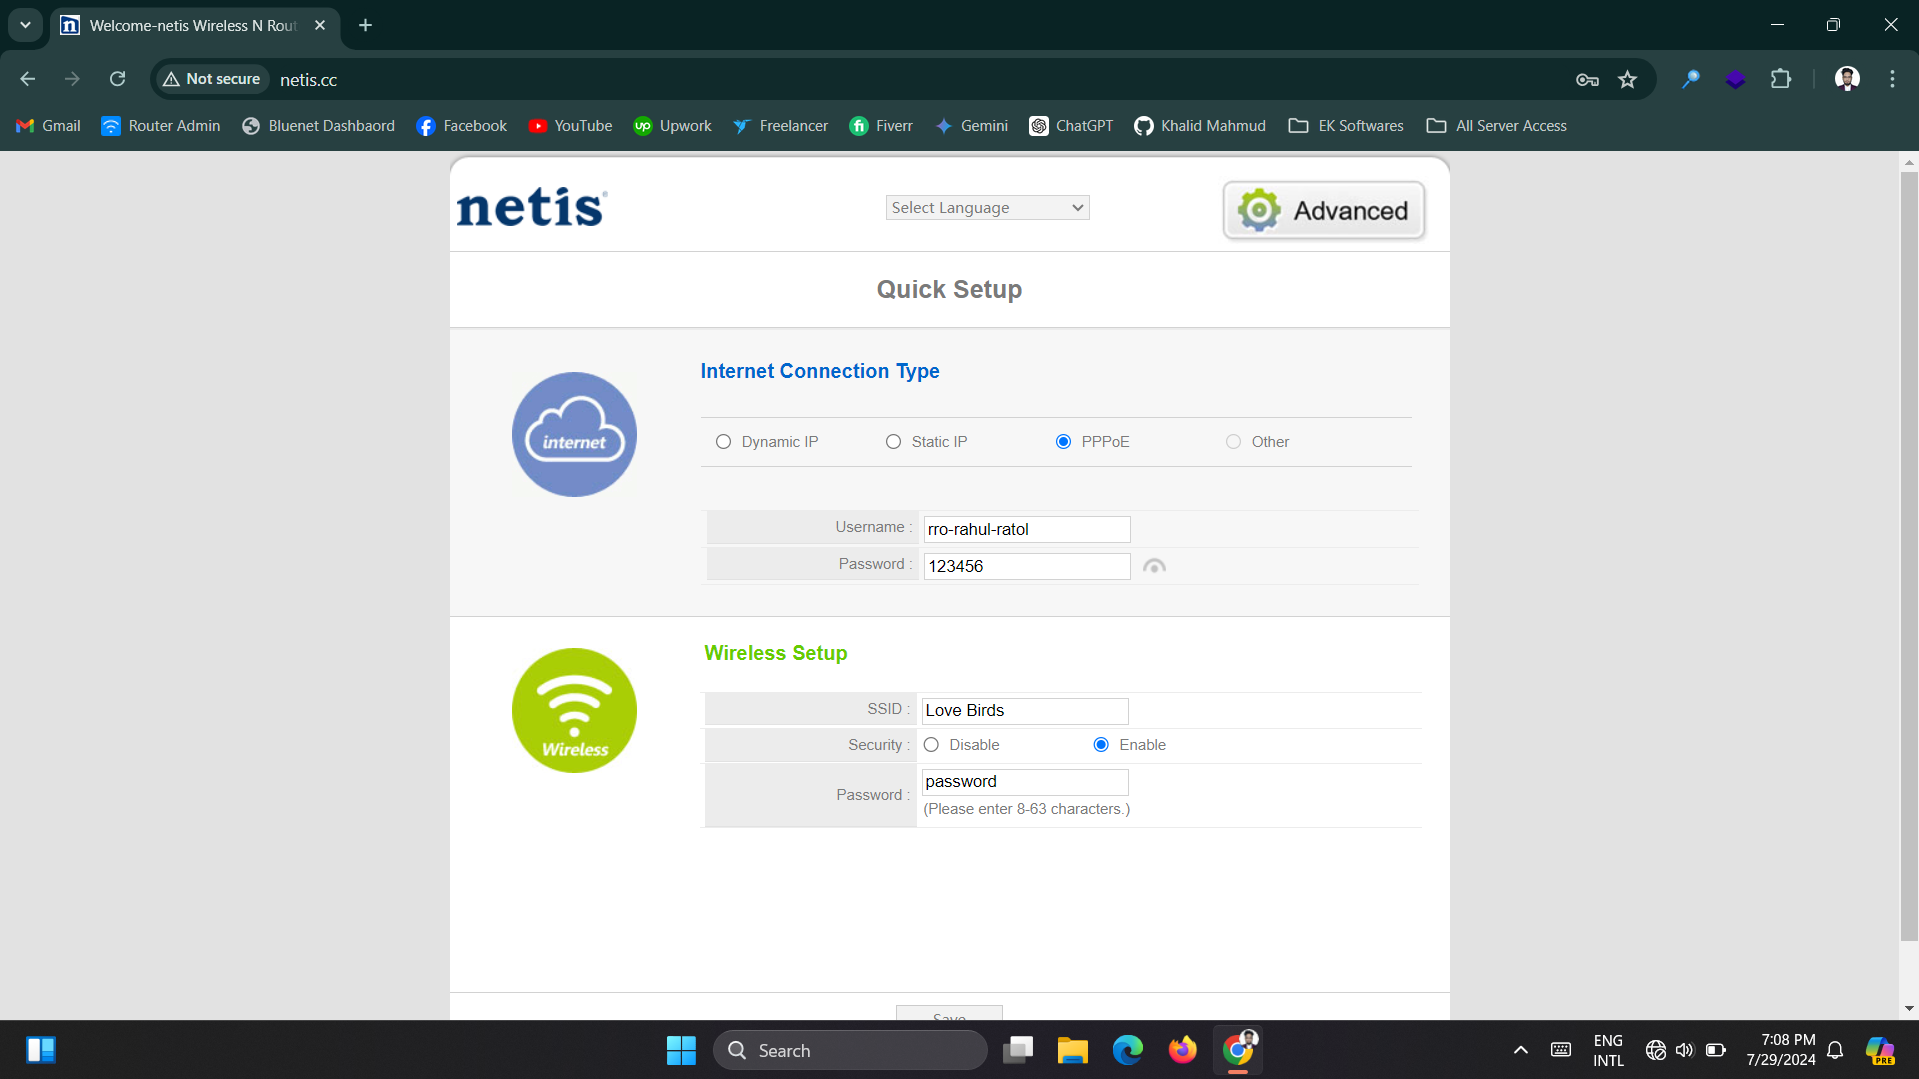 Welcome-netis Wireless N Rout
Not secure netis.cc
Gmail Router Admin Bluenet Dashbaord Facebook YouTube Upwork Freelancer Fiverr Gemini ChatGPT Khalid Mahmud EK Softwares All Server Access
netis Select Language Advanced
Quick Setup
Internet Connection Type
internet
Dynamic IP Static IP PPPoE Other
Username : rro-rahul-ratol
Password : 123456
Wireless Setup
Wireless
SSID : Love Birds
Security : Disable Enable
Password : password
(Please enter 8-63 characters.)
Save
Search
ENG
INTL
7:08 PM
7/29/2024
PRE